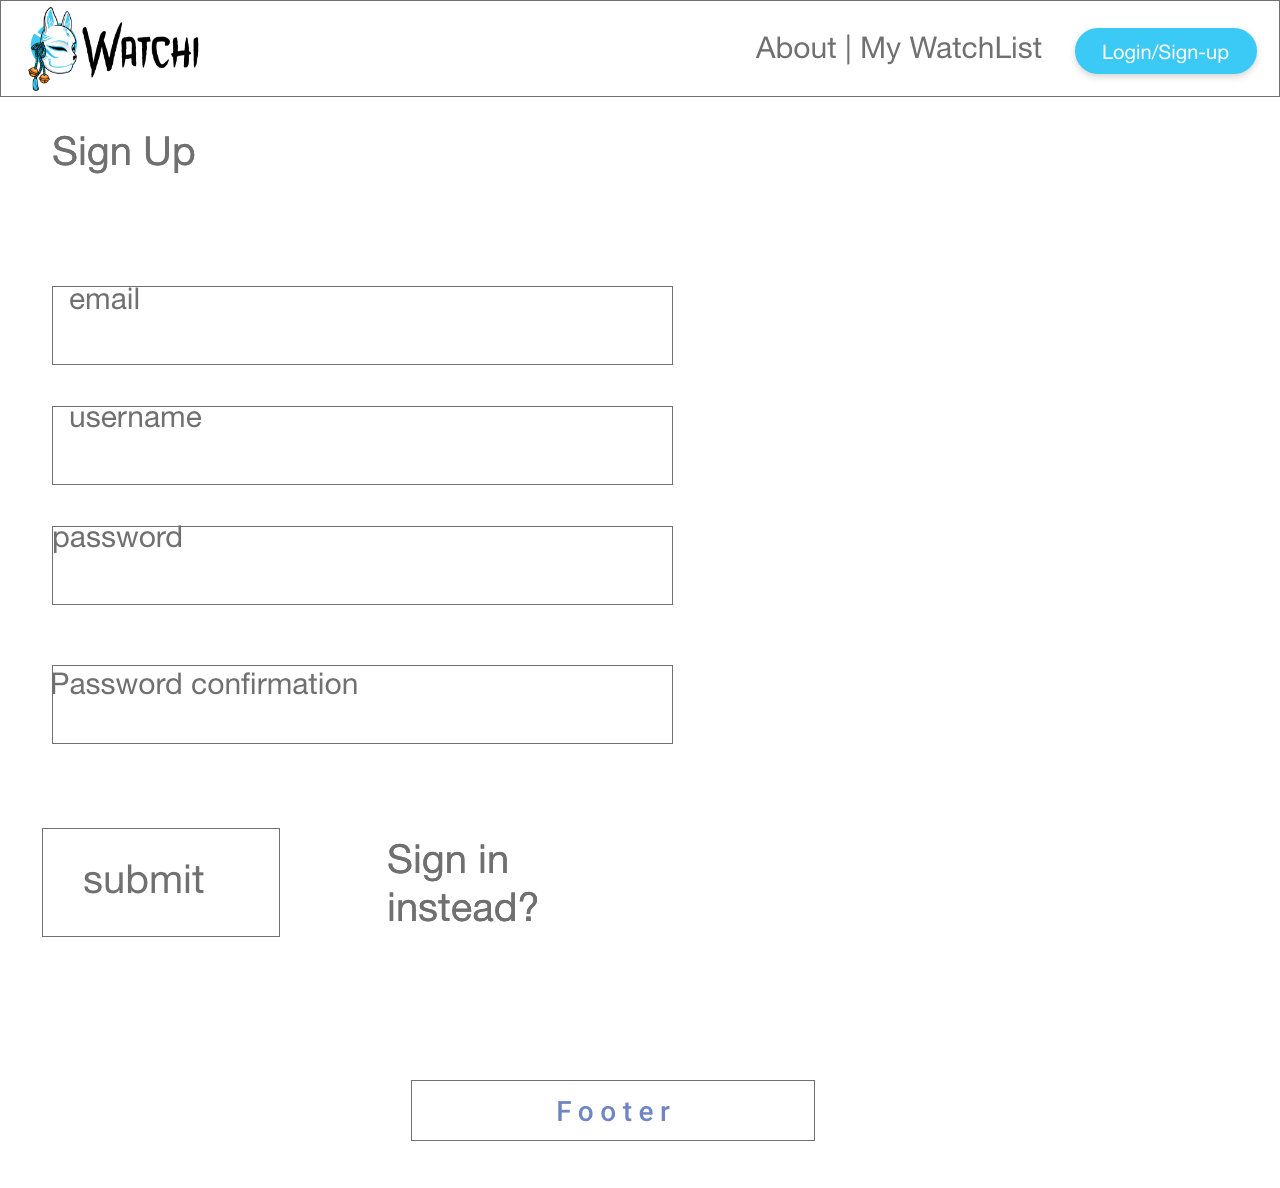 WATCHI
About | My WatchList
Login/Sign-up
Sign Up
email
username
password
Password confirmation
submit
Sign in
instead?
Footer